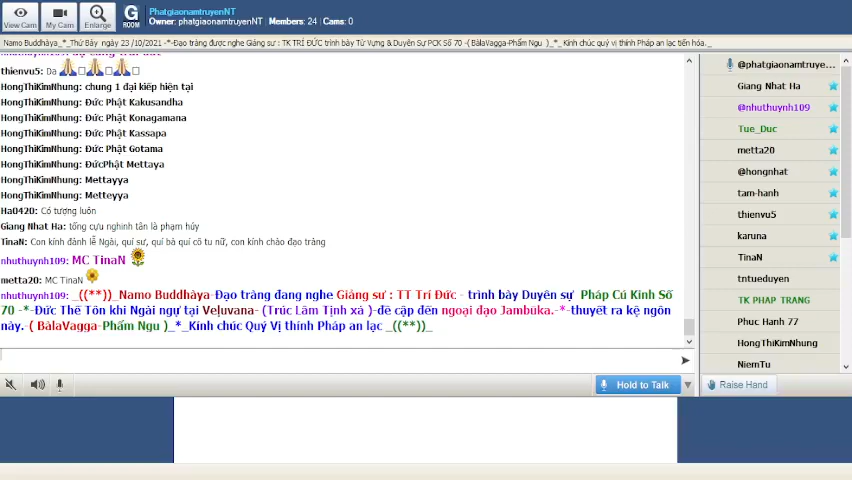 PhatgiaonamtruyenNT
Owner: phatgiaonamtruyenNT Members: 24 | Cams: 0
View Cam
My Cam
Enlarge
G
ROOM
Namo Buddhàya_*_Thứ Bảy ngày 23 /10/2021 -*-Đạo tràng được nghe Giảng sư : TK TRÍ ĐỨC trình bày Từ Vựng & Duyên Sự PCK Số 70 -( BàlaVagga-Phẩm Ngu )_*_ Kính chúc quý vị thính Pháp an lạc tiến hóa._
thienvu5: Dạ
HongThiKimNhung: chung 1 đại kiếp hiện tại
HongThiKimNhung: Đức Phật Kakusandha
HongThiKimNhung: Đức Phật Konagamana
HongThiKimNhung: Đức Phật Kassapa
HongThiKimNhung: Đức Phật Gotama
HongThiKimNhung: ĐứcPhật Mettaya
HongThiKimNhung: Mettayya
HongThiKimNhung: Metteyya
Ha0420: Có tượng luôn
Giang Nhat Ha: tống cựu nghinh tân là phạm hủy
TinaN: Con kính đảnh lễ Ngài, quí sư, quí bà quí cô tu nữ, con kính chào đạo tràng
nhuthuynh109: MC TinaN
metta20: MC TinaN
nhuthuynh109: _((**))_Namo Buddhàya-Đạo tràng đang nghe Giảng sư : TT Trí Đức - trình bày Duyên sự Pháp Cú Kinh Số
70 -*-Đức Thế Tôn khi Ngài ngự tại Veḷuvana- (Trúc Lâm Tịnh xá )-đề cập đến ngoại đạo Jambuka.-*-thuyết ra kệ ngôn
này.-( BàlaVagga-Phẩm Ngu )_*_Kính chúc Quý Vị thính Pháp an lạc _((**))_
@phatgiaonamtruye...
Giang Nhat Ha
@nhuthuynh109
Tue_Duc
metta20
@hongnhat
tam-hanh
thienvu5
karuna
TinaN
tntueduyen
TK PHAP TRANG
Phuc Hanh 77
HongThiKimNhung
NiemTu
Hold to Talk
Raise Hand